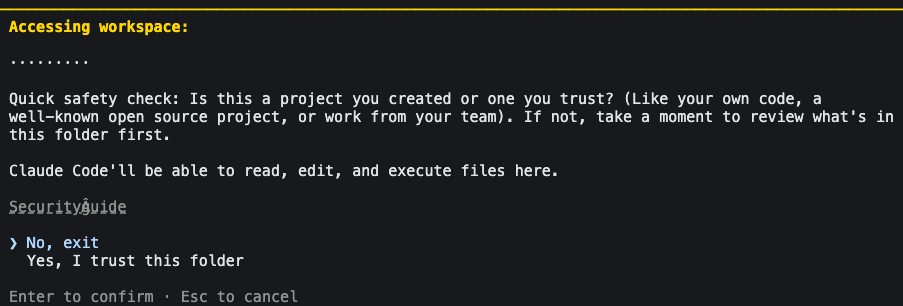 Accessing workspace:
.........
Quick safety check: Is this a project you created or one you trust? (Like your own code, a
well-known open source project, or work from your team). If not, take a moment to review what's in
this folder first.
Claude Code'll be able to read, edit, and execute files here.
Security guide
❯ No, exit
Yes, I trust this folder
Enter to confirm · Esc to cancel